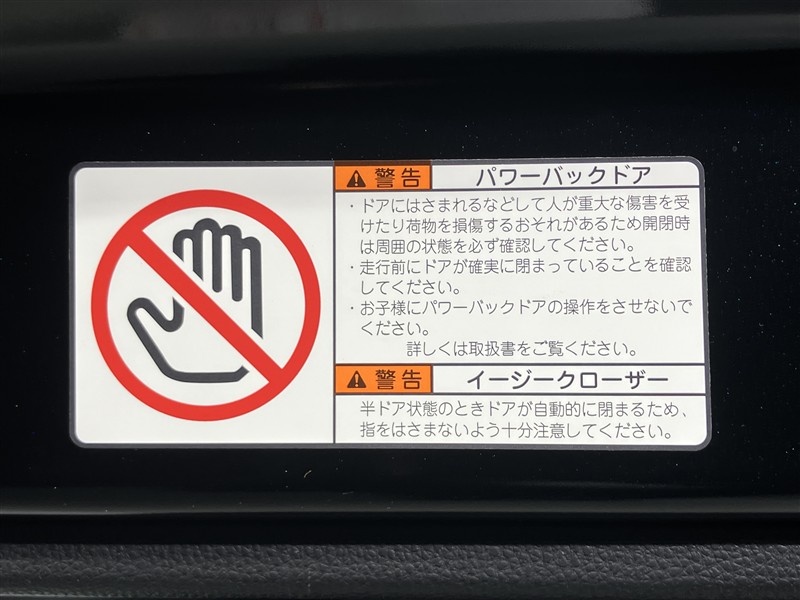 警告 パワーバックドア
・ドアにはさまれるなどして人が重大な傷害を受
けたり荷物を損傷するおそれがあるため開閉時
は周囲の状態を必ず確認してください。
・走行前にドアが確実に閉まっていることを確認
してください。
・お子様にパワーバックドアの操作をさせないで
ください。
詳しくは取扱書をご覧ください。
警告 イージークローザー
半ドア状態のときドアが自動的に閉まるため、
指をはさまないよう十分注意してください。